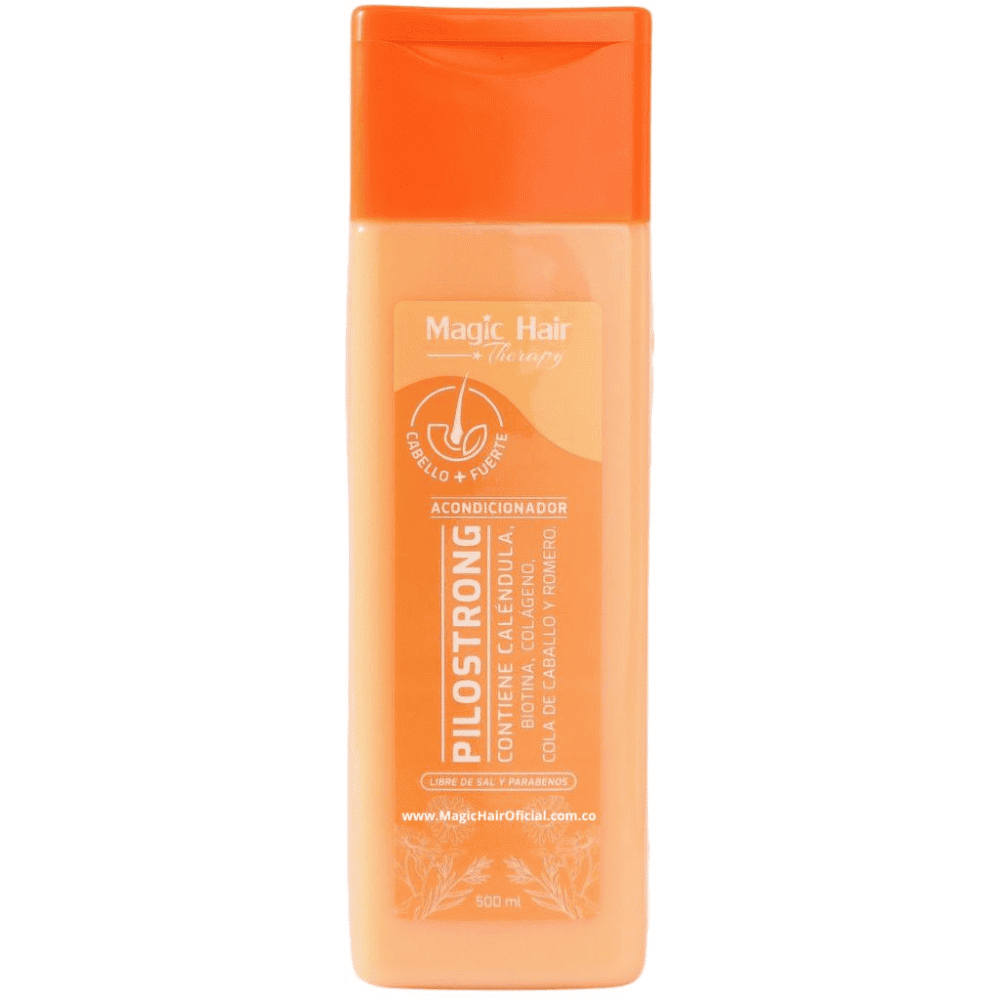 Magic Hair
Therapy
CABELLO + FUERTE
ACONDICIONADOR
PILOSTRONG
CONTIENE CALÉNDULA,
BIOTINA, COLÁGENO,
COLA DE CABALLO Y ROMERO.
LIBRE DE SAL Y PARABENOS
www.MagicHairOficial.com.co
500 ml